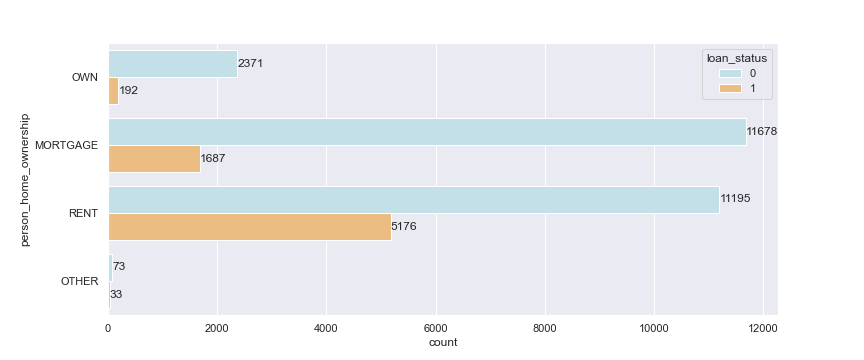 loan_status
0
1
OWN
2371
192
MORTGAGE
11678
1687
RENT
11195
5176
OTHER
73
33
person_home_ownership
0 2000 4000 6000 8000 10000 12000
count